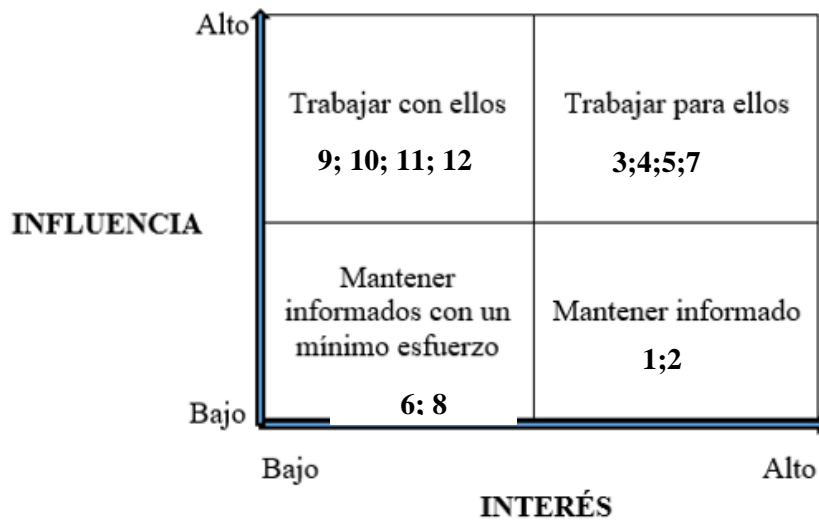 Alto
Trabajar con ellos
9; 10; 11; 12
Trabajar para ellos
3;4;5;7
INFLUENCIA
Mantener
informados con un
mínimo esfuerzo
6; 8
Mantener informado
1;2
Bajo
Bajo
Alto
INTERÉS